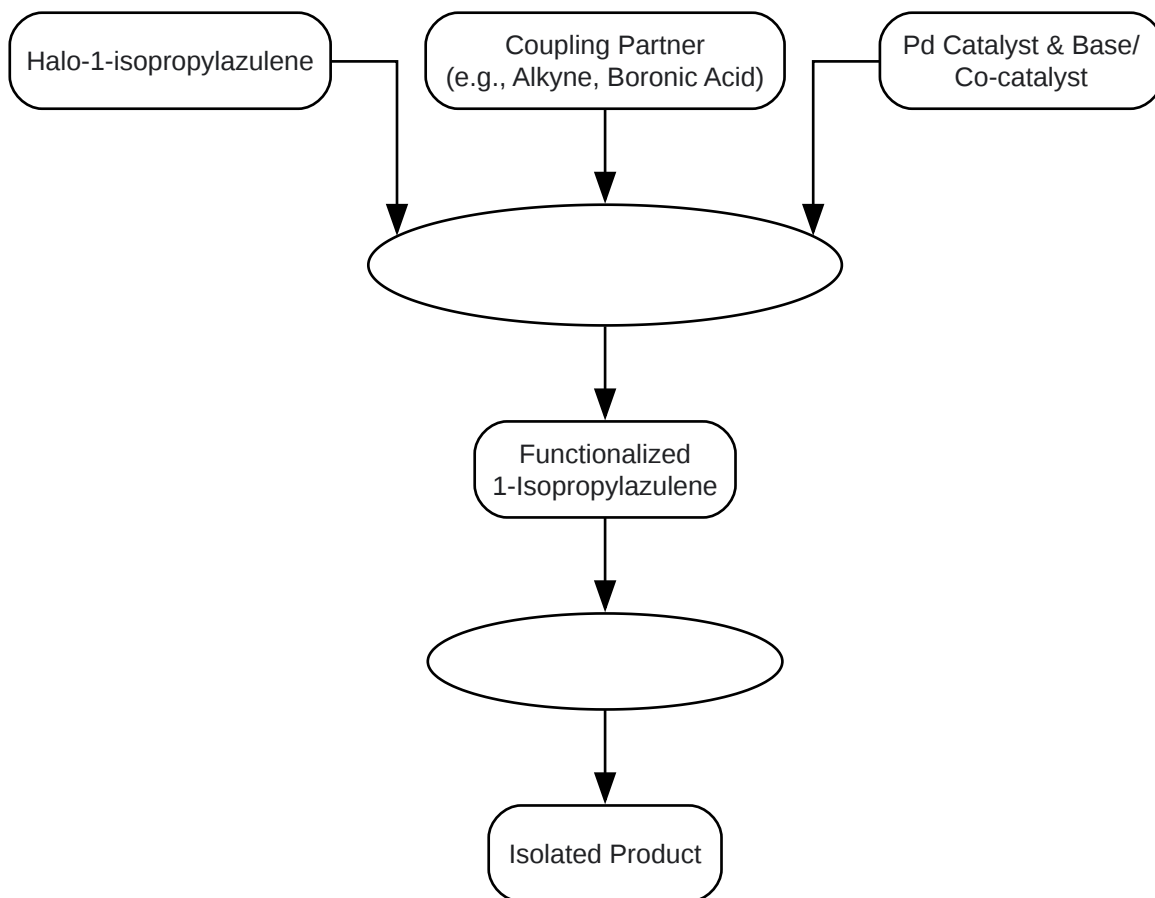 Halo-1-isopropylazulene
Coupling Partner
(e.g., Alkyne, Boronic Acid)
Pd Catalyst & Base/
Co-catalyst
Functionalized
1-Isopropylazulene
Isolated Product